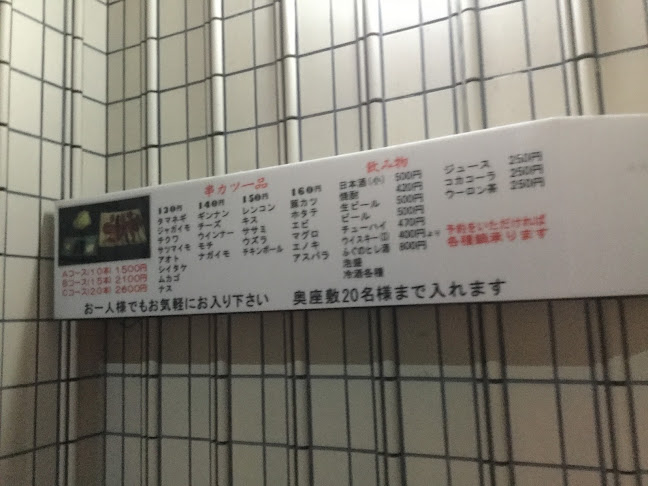 串カツ一品
130円
タマネギ
ジャガイモ
チクワ
サツマイモ
アオト
シイタケ
ムカゴ
ナス
140円
ギンナン
チーズ
ウインナー
モチ
ナガイモ
150円
レンコン
キス
ササミ
ウズラ
チキンボール
160円
豚カツ
ホタテ
エビ
マグロ
エノキ
アスパラ
Aコース(10本) 1500円
Bコース(15本) 2100円
Cコース(20本) 2600円
飲み物
日本酒(小) 500円
焼酎 420円
生ビール 500円
ビール 500円
チューハイ 470円
ウイスキー(S) 400円より
ふぐのヒレ酒 800円
泡盛
冷酒各種
ジュース 250円
コカコーラ 250円
ウーロン茶 250円
予約をいただければ
各種鍋承ります
お一人様でもお気軽にお入り下さい 奥座敷20名様まで入れます